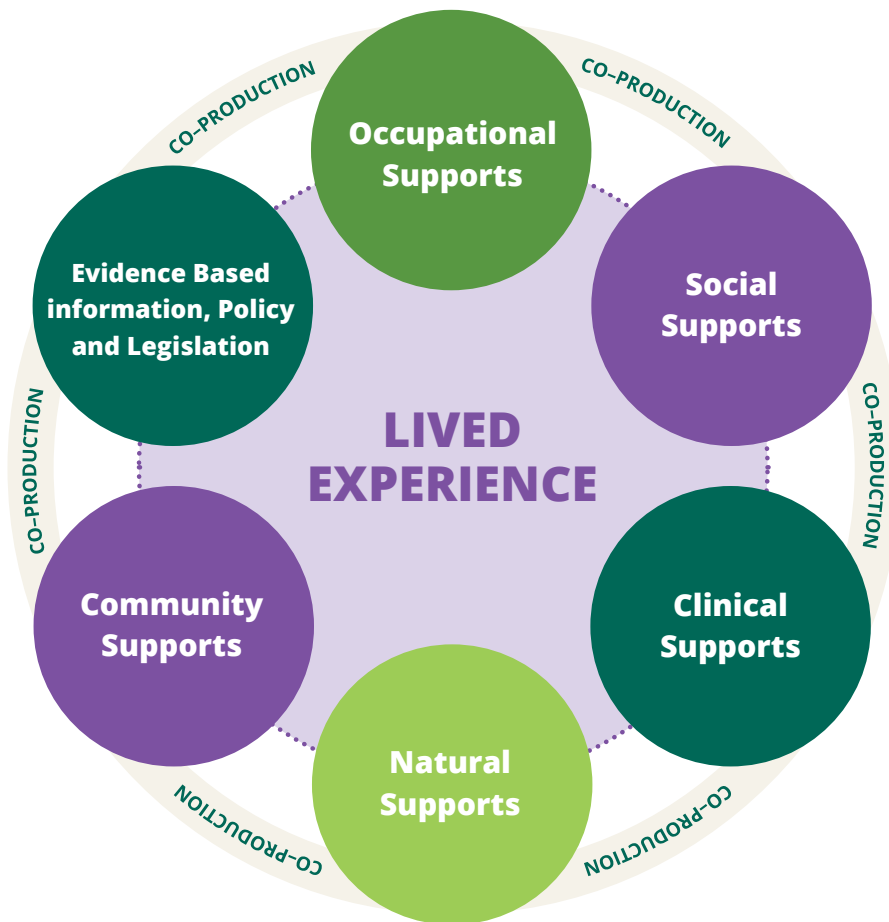 CO–PRODUCTION
CO–PRODUCTION
Occupational
Supports
Evidence Based
information, Policy
and Legislation
Social
Supports
LIVED
EXPERIENCE
CO–PRODUCTION
CO–PRODUCTION
Community
Supports
Clinical
Supports
Natural
Supports
CO–PRODUCTION
CO–PRODUCTION